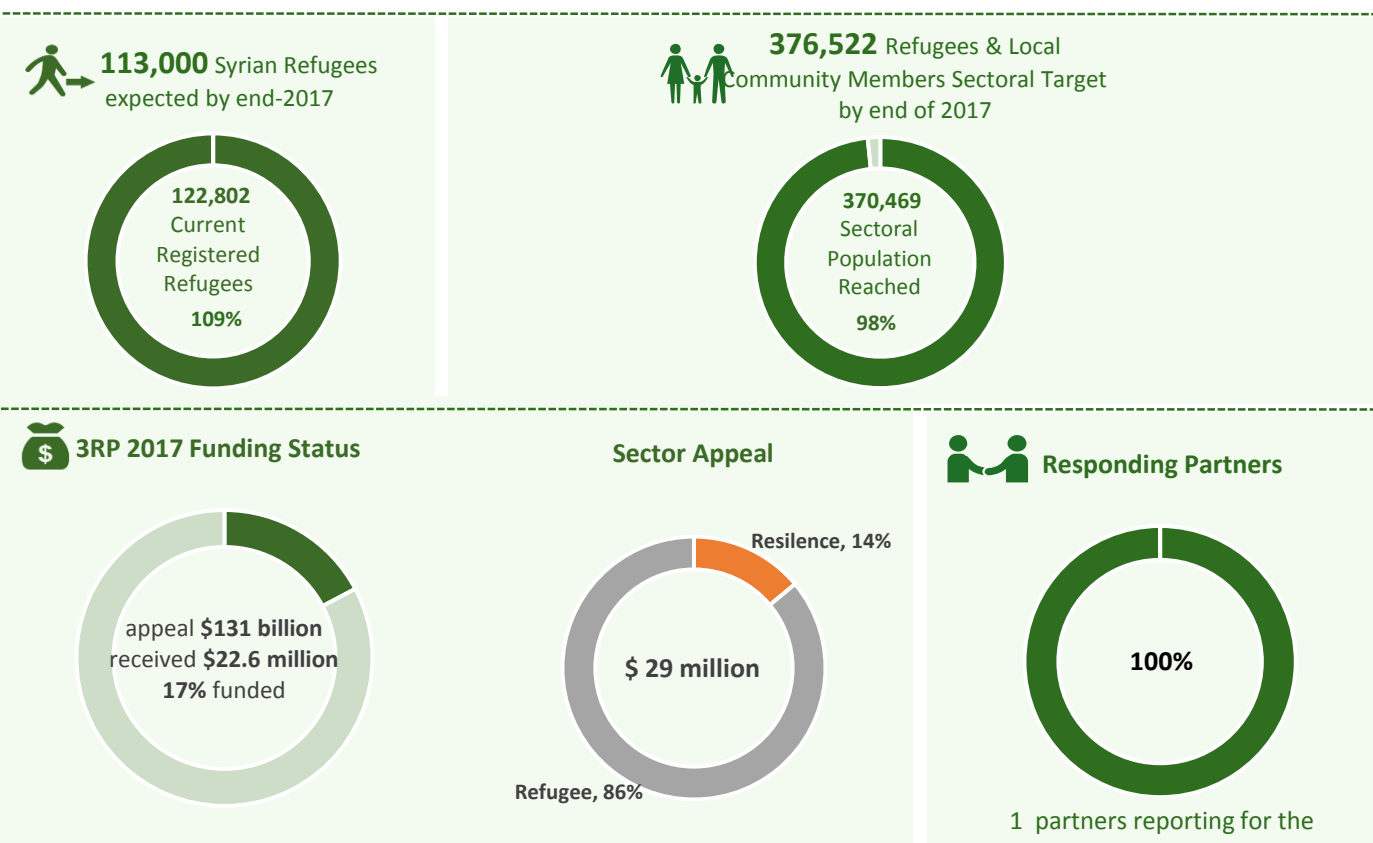 113,000 Syrian Refugees
expected by end-2017
122,802
Current
Registered
Refugees
109%
376,522 Refugees & Local
Community Members Sectoral Target
by end of 2017
370,469
Sectoral
Population
Reached
98%
$ 3RP 2017 Funding Status
appeal $131 billion
received $22.6 million
17% funded
Sector Appeal
Resilence, 14%
$ 29 million
Refugee, 86%
Responding Partners
100%
1 partners reporting for the